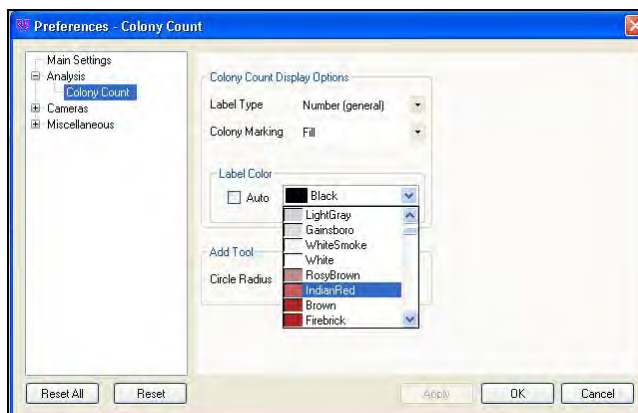 Preferences - Colony Count
Main Settings
Analysis
Colony Count
Cameras
Miscellaneous
Colony Count Display Options
Label Type Number (general)
Colony Marking Fill
Label Color
Auto Black
LightGray
Gainsboro
WhiteSmoke
White
RosyBrown
IndianRed
Brown
Firebrick
Add Tool
Circle Radius
Reset All Reset Apply OK Cancel